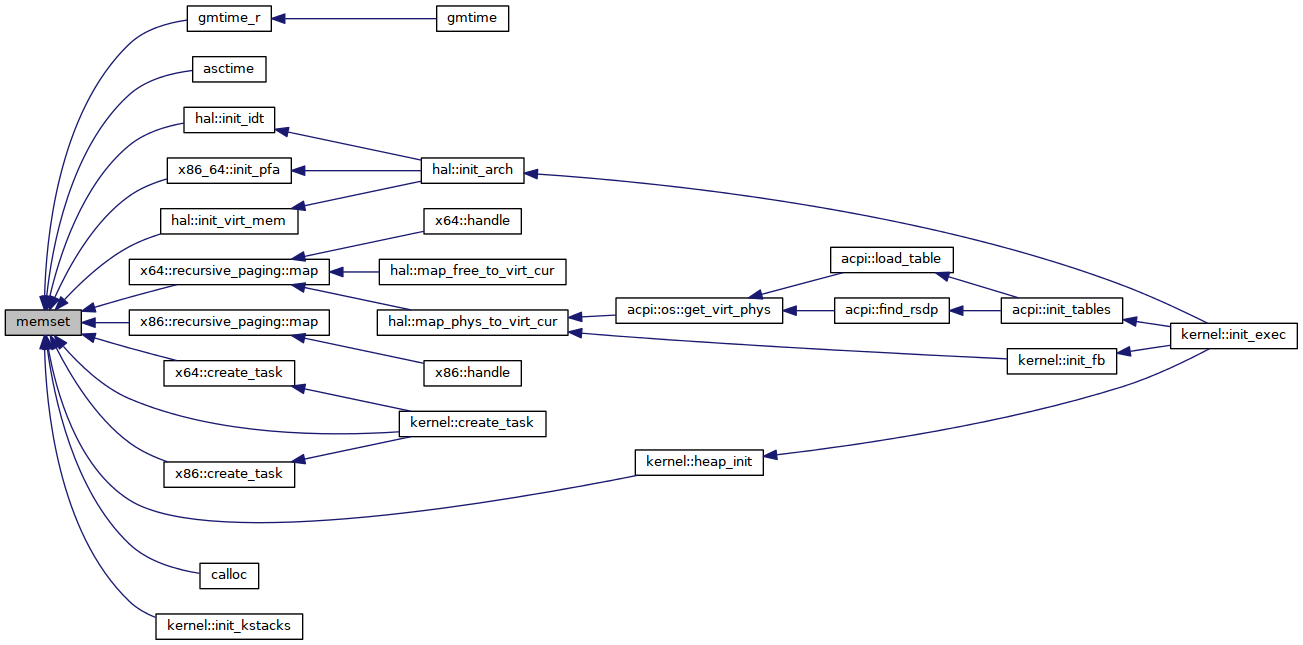 gmtime_r
gmtime
asctime
hal::init_idt
x86_64::init_pfa
hal::init_arch
hal::init_virt_mem
x64::handle
x64::recursive_paging::map
hal::map_free_to_virt_cur
acpi::load_table
memset
x86::recursive_paging::map
hal::map_phys_to_virt_cur
acpi::os::get_virt_phys
acpi::find_rsdp
acpi::init_tables
kernel::init_exec
kernel::init_fb
x64::create_task
x86::handle
kernel::create_task
x86::create_task
kernel::heap_init
calloc
kernel::init_kstacks